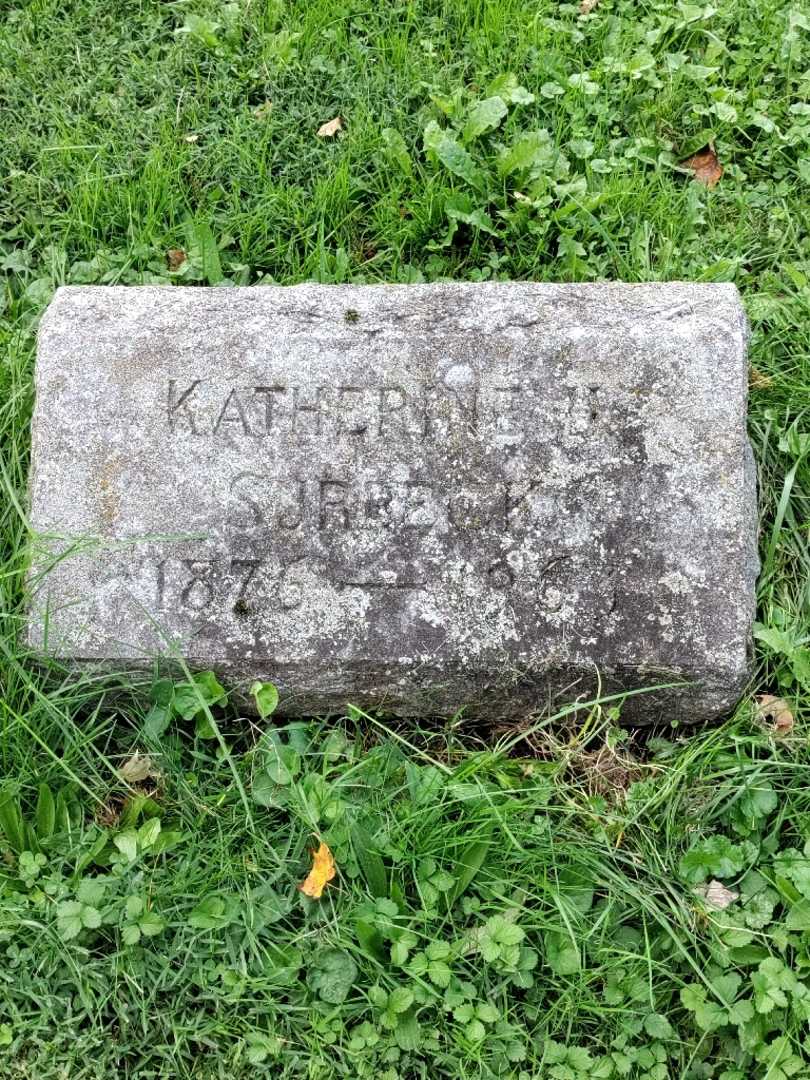 KATHERINE H.
SURBECK
1876 —